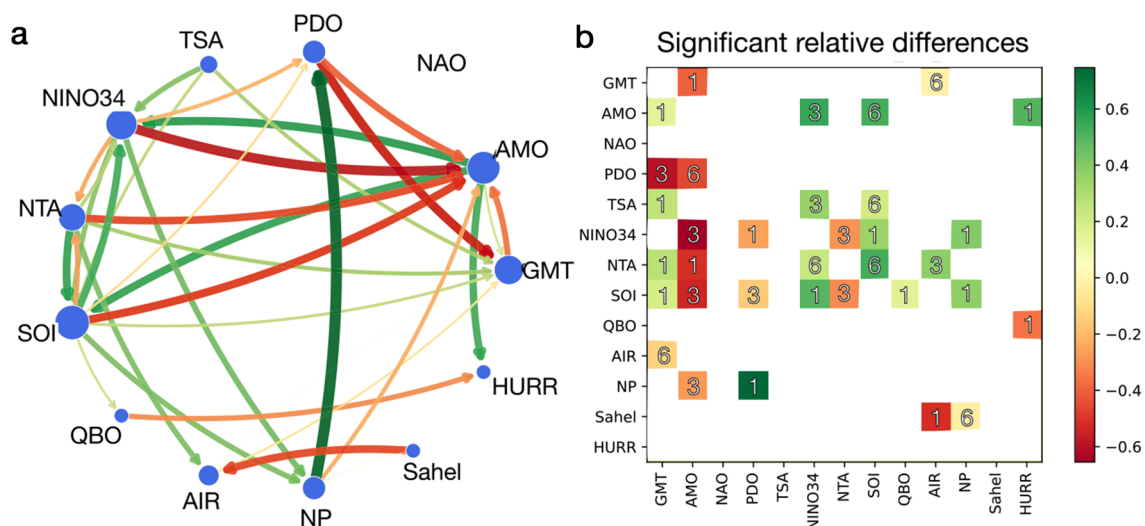 a
PDO
TSA
NAO
NINO34
AMO
NTA
GMT
SOI
HURR
QBO
Sahel
AIR
NP
b
Significant relative differences
GMT 1 6
AMO 1 3 6 1
NAO
PDO 3 6
TSA 1 3 6
NINO34 3 1 3 1 1
NTA 1 1 6 6 3
SOI 1 3 3 1 3 1 1
QBO 1
AIR 6
NP 3 1
Sahel 1 6
HURR
GMT AMO NAO PDO TSA NINO34 NTA SOI QBO AIR NP Sahel HURR
0.6
0.4
0.2
0.0
−0.2
−0.4
−0.6